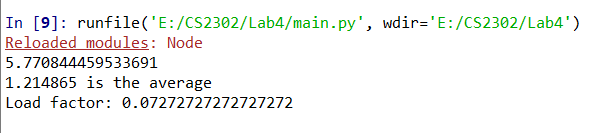 In [9]: runfile('E:/CS2302/Lab4/main.py', wdir='E:/CS2302/Lab4')
Reloaded modules: Node
5.770844459533691
1.214865 is the average
Load factor: 0.07272727272727272